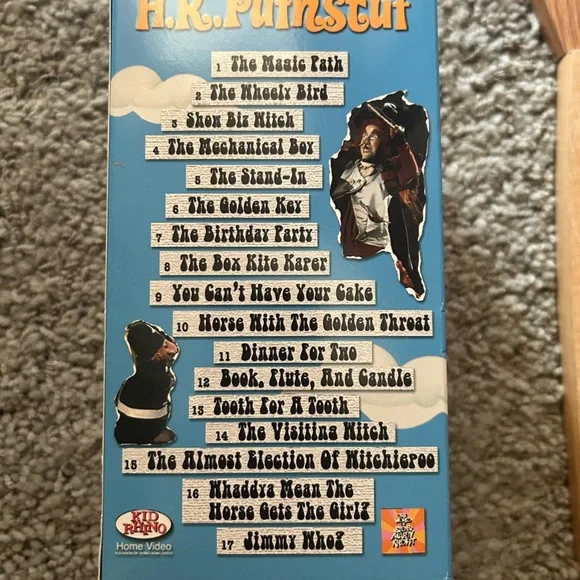 H.R. Pufnstuf
1 The Magic Path
2 The Wheely Bird
3 Show Biz Witch
4 The Mechanical Boy
5 The Stand-In
6 The Golden Key
7 The Birthday Party
8 The Box Kite Kaper
9 You Can't Have Your Cake
10 Horse With The Golden Throat
11 Dinner For Two
12 Book, Flute, And Candle
13 Tooth For A Tooth
14 The Visiting Witch
15 The Almost Election Of Witchiepoo
16 Whaddya Mean The
Horse Gets The Girl?
17 Jimmy Who?
KID
RHINO
Home Video